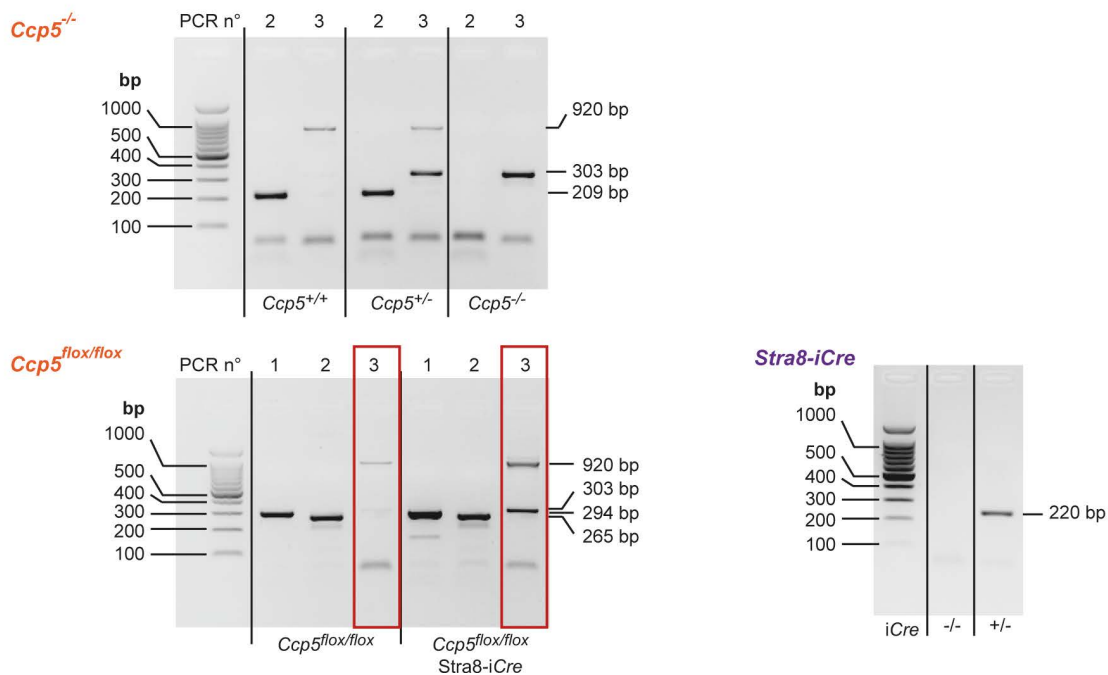 Ccp5-/-
PCR n° 2 3 2 3 2 3
bp
1000
500
400
300
200
100
920 bp
303 bp
209 bp
Ccp5+/+ Ccp5+/- Ccp5-/-
Ccp5flox/flox
PCR n° 1 2 3 1 2 3
bp
1000
500
400
300
200
100
920 bp
303 bp
294 bp
265 bp
Ccp5flox/flox Ccp5flox/flox
Stra8-iCre
Stra8-iCre
bp
1000
500
400
300
200
100
220 bp
iCre -/- +/-